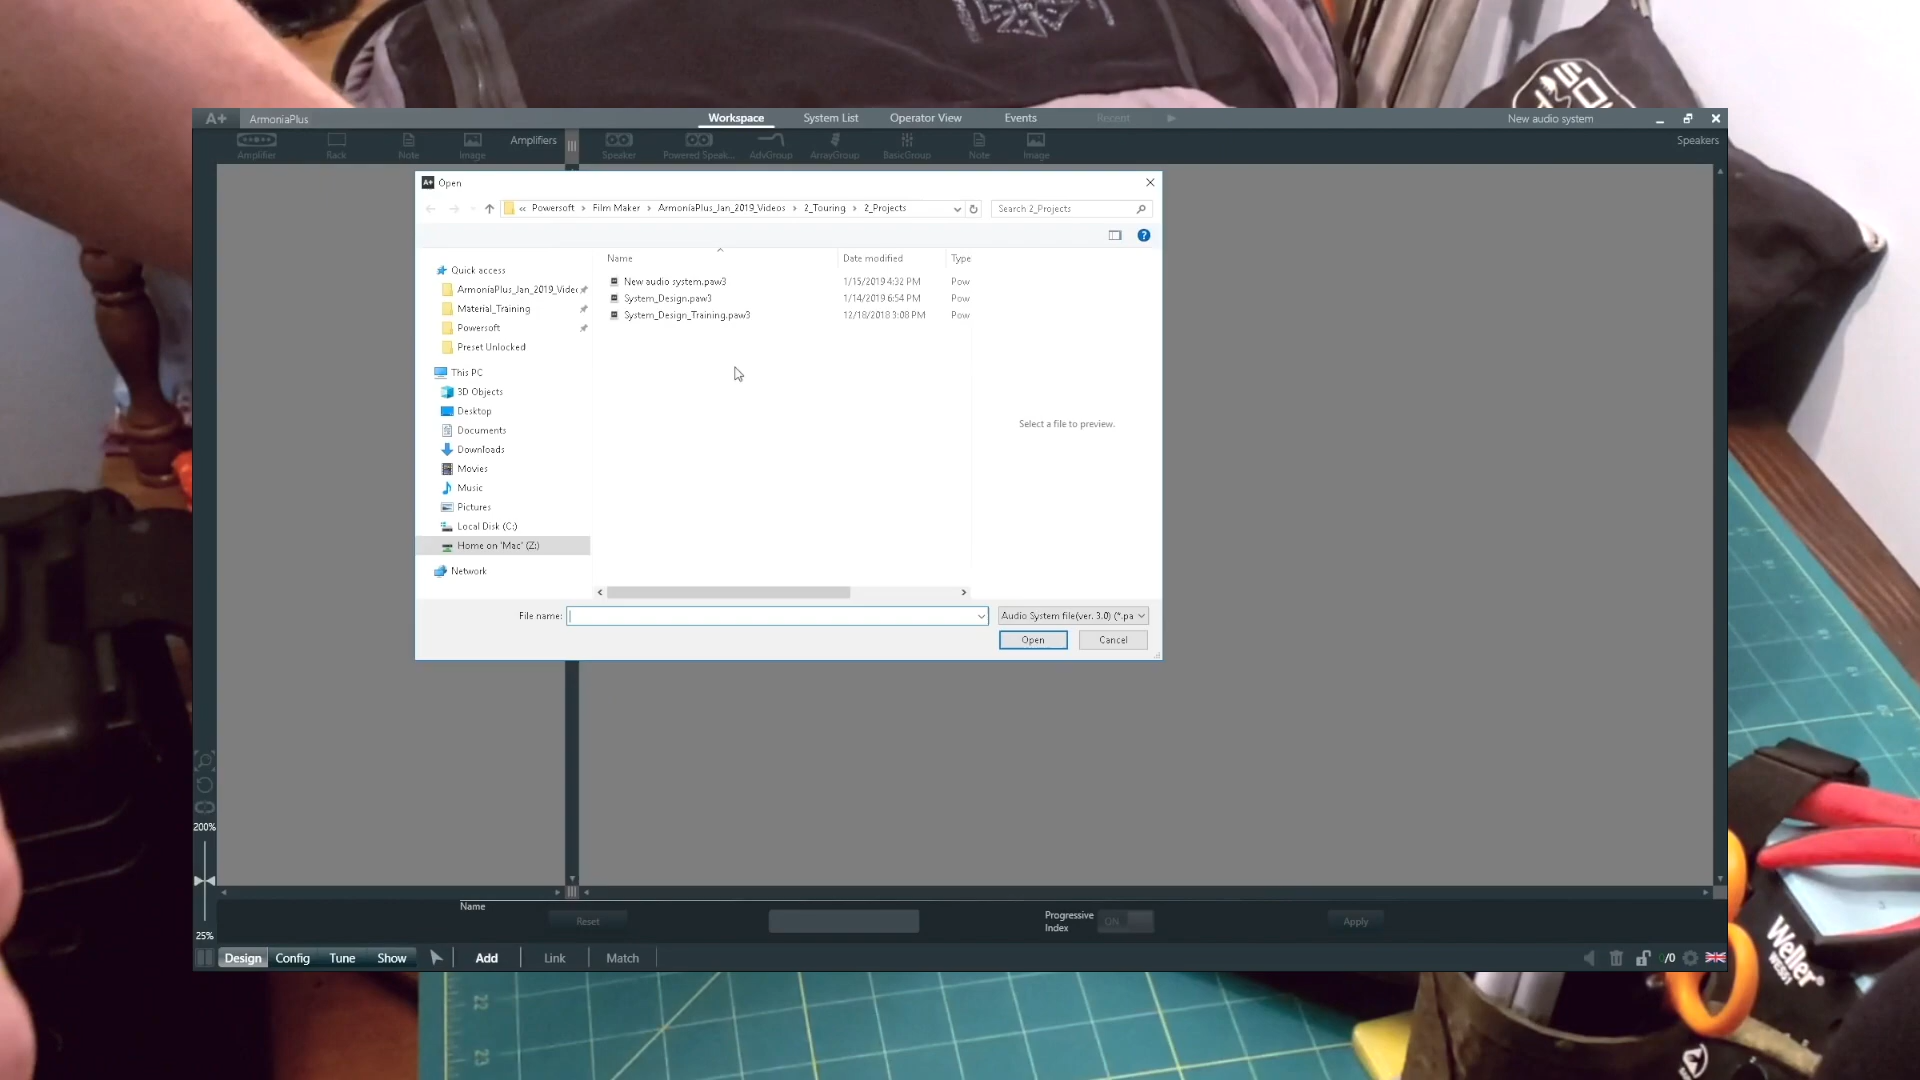 A+ ArmoniaPlus Workspace System List Operator View Events Recent New audio system
Amplifier Rack Note Image Amplifiers Speaker Powered Speak... AdvGroup ArrayGroup BasicGroup Note Image Speakers
A+ Open
« Powersoft › Film Maker › ArmoniaPlus_Jan_2019_Videos › 2_Touring › 2_Projects Search 2_Projects
Name Date modified Type
Quick access
ArmoniaPlus_Jan_2019_Video
Material_Training
Powersoft
Preset Unlocked
This PC
3D Objects
Desktop
Documents
Downloads
Movies
Music
Pictures
Local Disk (C:)
Home on 'Mac' (Z:)
Network
New audio system.paw3 1/15/2019 4:32 PM Pow
System_Design.paw3 1/14/2019 6:54 PM Pow
System_Design_Training.paw3 12/18/2018 3:08 PM Pow
Select a file to preview.
File name: Audio System file(ver. 3.0) (*.pa
Open Cancel
200%
25%
Name
Reset
Progressive
Index
ON
Apply
Design Config Tune Show Add Link Match /0
Weller
22
23